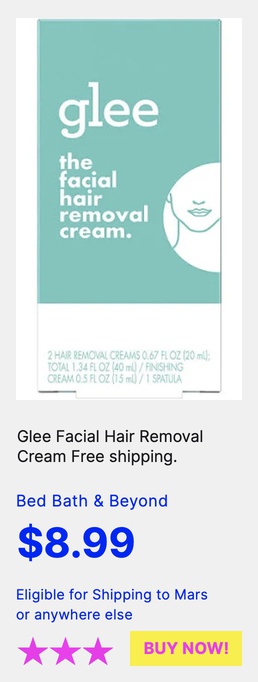 glee
the
facial
hair
removal
cream.
2 HAIR REMOVAL CREAMS 0.67 FL OZ (20 mL);
TOTAL 1.34 FL OZ (40 mL) / FINISHING
CREAM 0.5 FL OZ (15 mL) / 1 SPATULA
Glee Facial Hair Removal
Cream Free shipping.
Bed Bath & Beyond
$8.99
Eligible for Shipping to Mars
or anywhere else
BUY NOW!